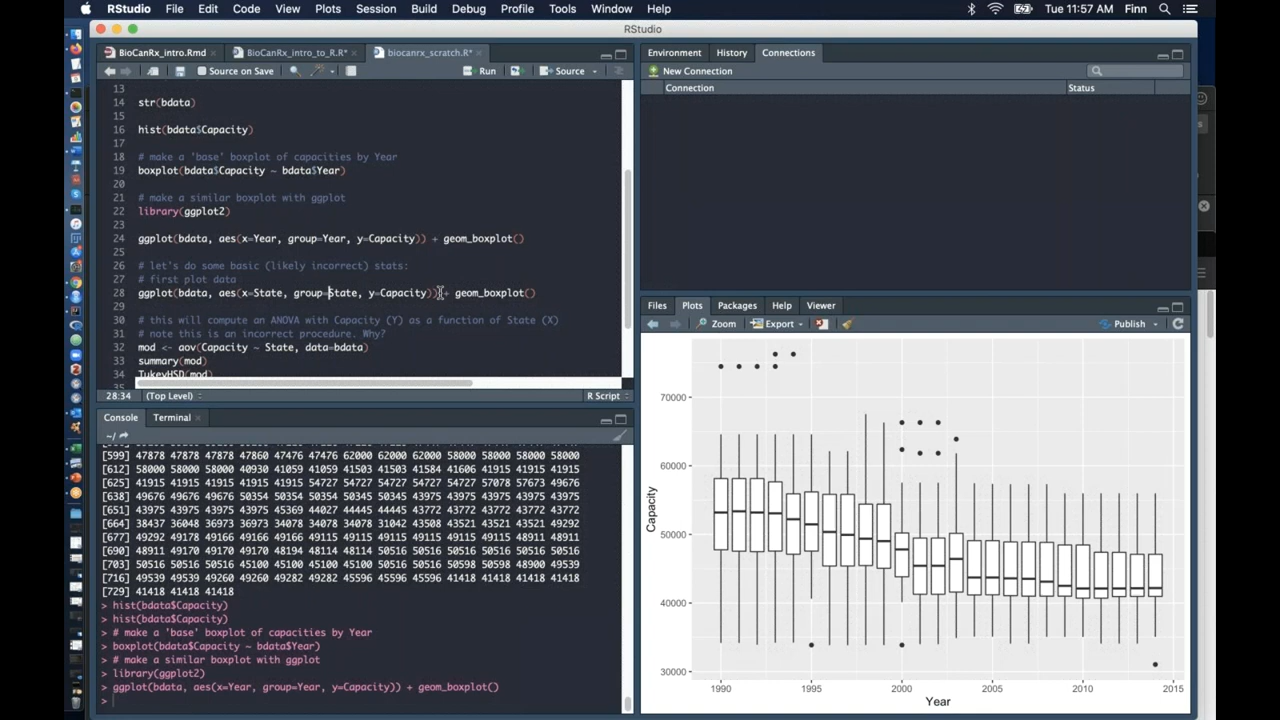 RStudio File Edit Code View Plots Session Build Debug Profile Tools Window Help Tue 11:57 AM Finn
RStudio
BioCanRx_intro.Rmd BioCanRx_intro_to_R.R* biocanrx_scratch.R*
Source on Save Run Source
13
14 str(bdata)
15
16 hist(bdata$Capacity)
17
18 # make a 'base' boxplot of capacities by Year
19 boxplot(bdata$Capacity ~ bdata$Year)
20
21 # make a similar boxplot with ggplot
22 library(ggplot2)
23
24 ggplot(bdata, aes(x=Year, group=Year, y=Capacity)) + geom_boxplot()
25
26 # let's do some basic (likely incorrect) stats:
27 # first plot data
28 ggplot(bdata, aes(x=State, group=State, y=Capacity)) + geom_boxplot()
29
30 # this will compute an ANOVA with Capacity (Y) as a function of State (X)
31 # note this is an incorrect procedure. Why?
32 mod <- aov(Capacity ~ State, data=bdata)
33 summary(mod)
34 TukeyHSD(mod)
28:34 (Top Level) R Script
Console Terminal
~/
[599] 47878 47878 47878 47860 47476 47476 62000 62000 62000 58000 58000 58000 58000
[612] 58000 58000 58000 40930 41059 41059 41503 41503 41584 41606 41915 41915 41915
[625] 41915 41915 41915 41915 54727 54727 54727 54727 54727 57078 57673 49676
[638] 49676 49676 49676 50354 50354 50345 43975 43975 43975 43975 43975 43975
[651] 43975 43975 43975 45369 44027 44445 44445 43772 43772 43772 43772 43772
[664] 38437 36048 36973 36973 34078 34078 34078 31042 43508 43521 43521 43521 49292
[677] 49292 49178 49166 49166 49166 49115 49115 49115 49115 49115 49115 48911 48911
[690] 48911 49170 49170 49170 48194 48114 48114 50516 50516 50516 50516 50516 50516
[703] 50516 50516 45100 45100 45100 45100 50516 50516 50516 50598 50598 48900 49539
[716] 49539 49539 49260 49260 49282 49282 45596 45596 45596 41418 41418 41418 41418
[729] 41418 41418 41418
> hist(bdata$Capacity)
> hist(bdata$Capacity)
> # make a 'base' boxplot of capacities by Year
> boxplot(bdata$Capacity ~ bdata$Year)
> # make a similar boxplot with ggplot
> library(ggplot2)
> ggplot(bdata, aes(x=Year, group=Year, y=Capacity)) + geom_boxplot()
>
Environment History Connections
New Connection
Connection Status
Files Plots Packages Help Viewer
Zoom Export Publish
70000
60000
50000
40000
30000
Capacity
1990 1995 2000 2005 2010 2015
Year